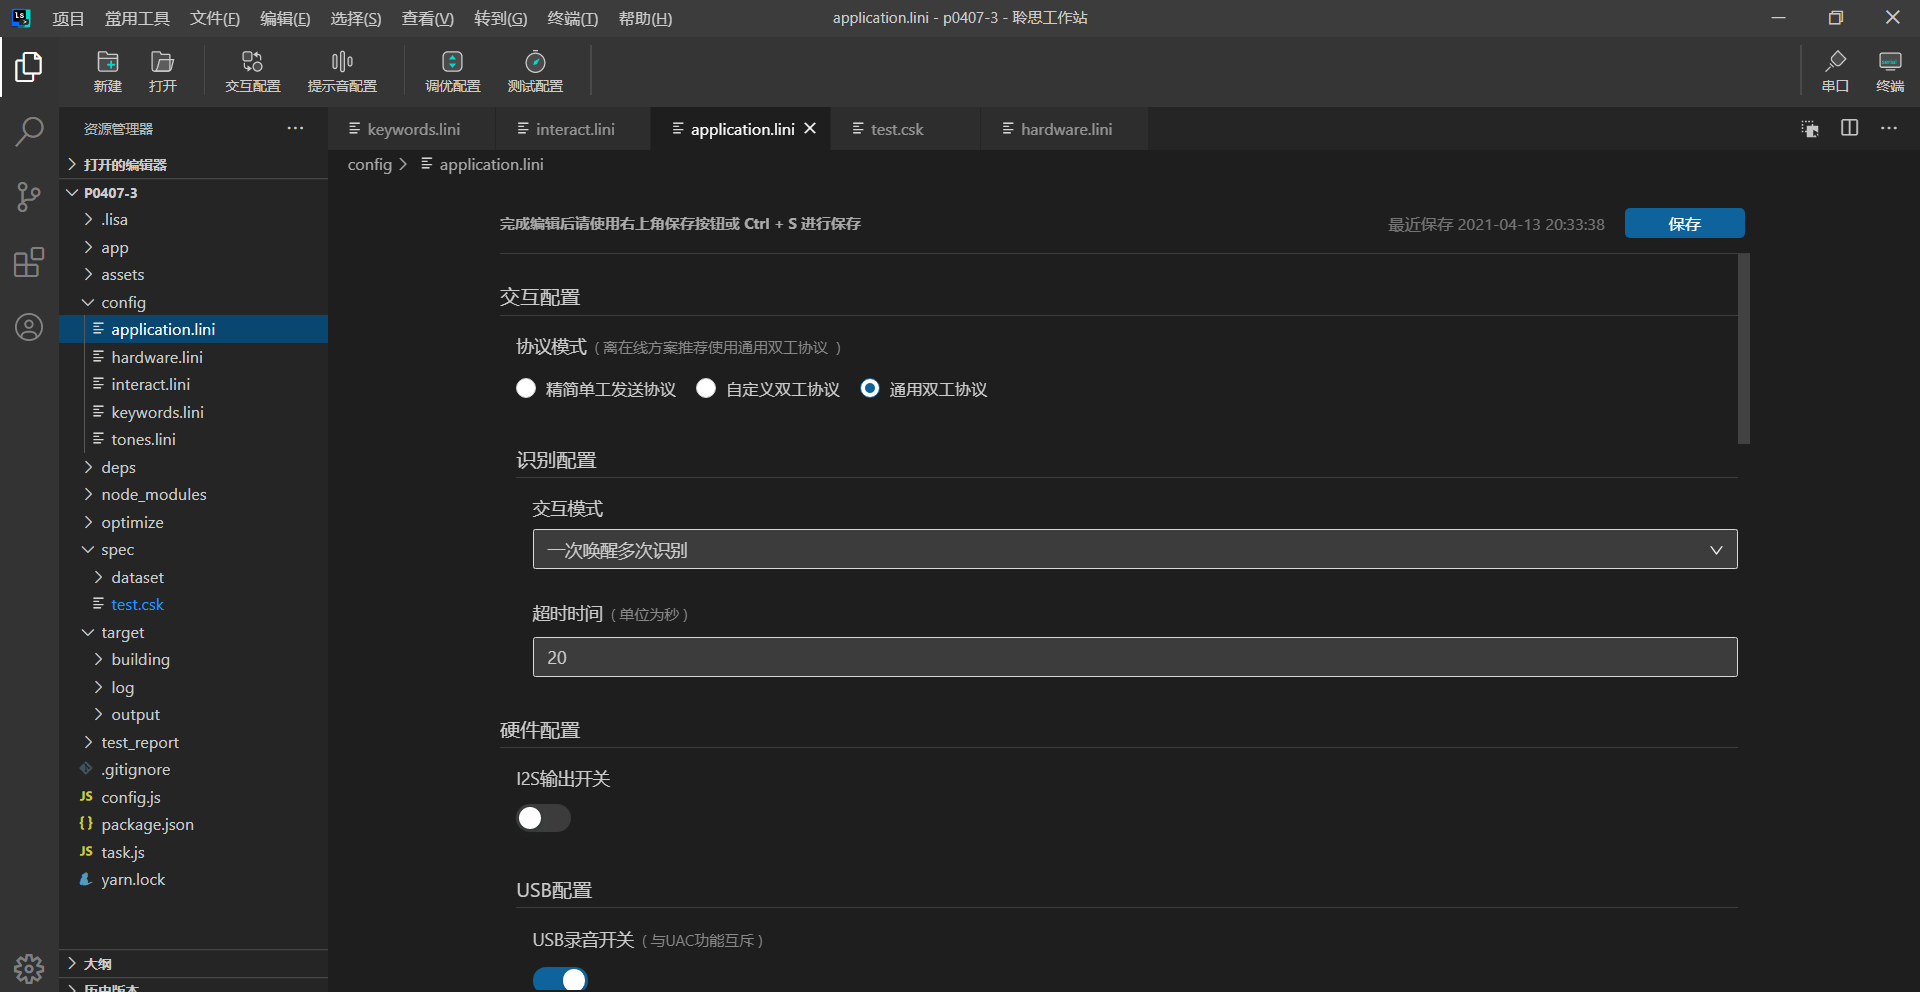 项目 常用工具 文件(F) 编辑(E) 选择(S) 查看(V) 转到(G) 终端(T) 帮助(H) application.lini - p0407-3 - 聆思工作站
新建 打开 交互配置 提示音配置 调优配置 测试配置 串口 终端
资源管理器
keywords.lini interact.lini application.lini test.csk hardware.lini
config > application.lini
打开的编辑器
P0407-3
.lisa
app
assets
config
application.lini
hardware.lini
interact.lini
keywords.lini
tones.lini
deps
node_modules
optimize
spec
dataset
test.csk
target
building
log
output
test_report
.gitignore
JS config.js
{} package.json
JS task.js
yarn.lock
大纲
历史版本
完成编辑后请使用右上角保存按钮或 Ctrl + S 进行保存
最近保存 2021-04-13 20:33:38 保存
交互配置
协议模式 ( 离在线方案推荐使用通用双工协议 )
精简单工发送协议 自定义双工协议 通用双工协议
识别配置
交互模式
一次唤醒多次识别
超时时间 ( 单位为秒 )
20
硬件配置
I2S输出开关
USB配置
USB录音开关 ( 与UAC功能互斥 )